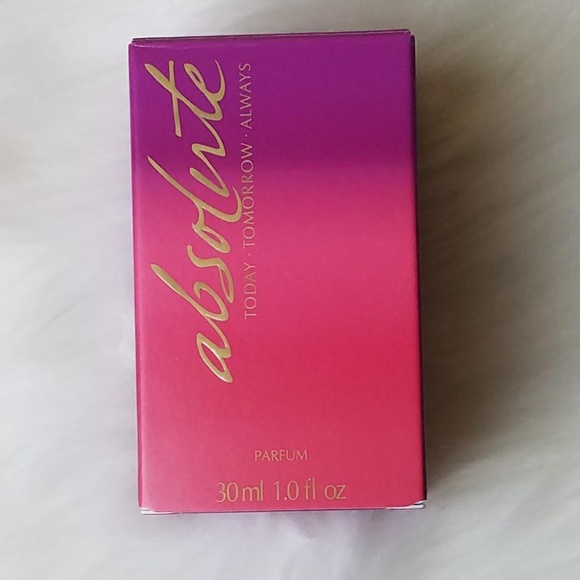 absolute
TODAY · TOMORROW · ALWAYS
PARFUM
30ml 1.0 fl oz